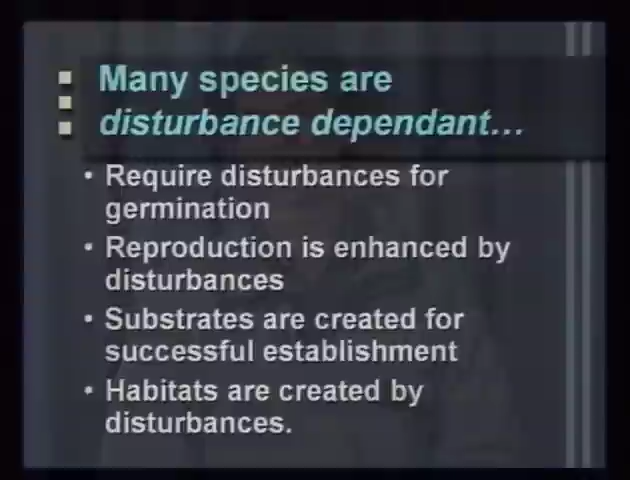 Many species are
disturbance dependant...
• Require disturbances for
germination
• Reproduction is enhanced by
disturbances
• Substrates are created for
successful establishment
• Habitats are created by
disturbances.